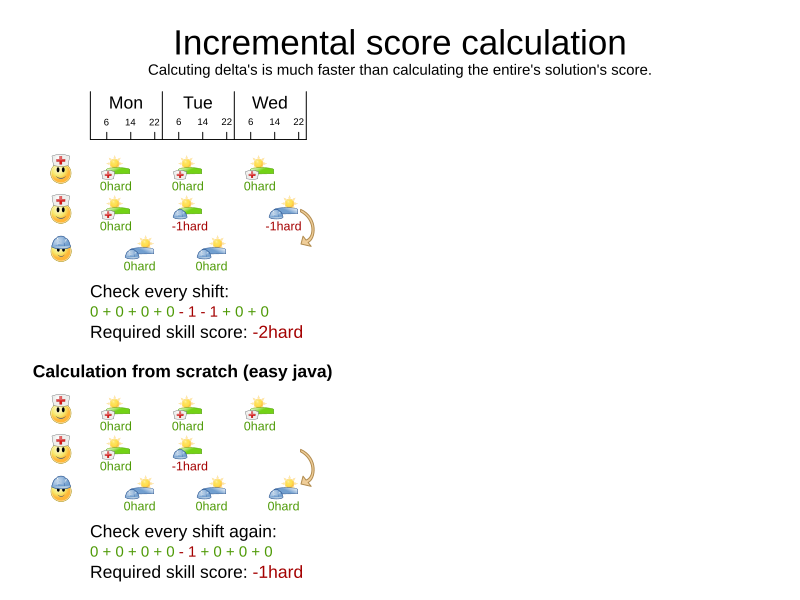 Incremental score calculation
Calcuting delta's is much faster than calculating the entire's solution's score.
Mon Tue Wed
6 14 22 6 14 22 6 14 22
0hard 0hard 0hard
0hard -1hard -1hard
0hard 0hard
Check every shift:
0 + 0 + 0 + 0 - 1 - 1 + 0 + 0
Required skill score: -2hard
Calculation from scratch (easy java)
0hard 0hard 0hard
0hard -1hard
0hard 0hard 0hard
Check every shift again:
0 + 0 + 0 + 0 - 1 + 0 + 0 + 0
Required skill score: -1hard